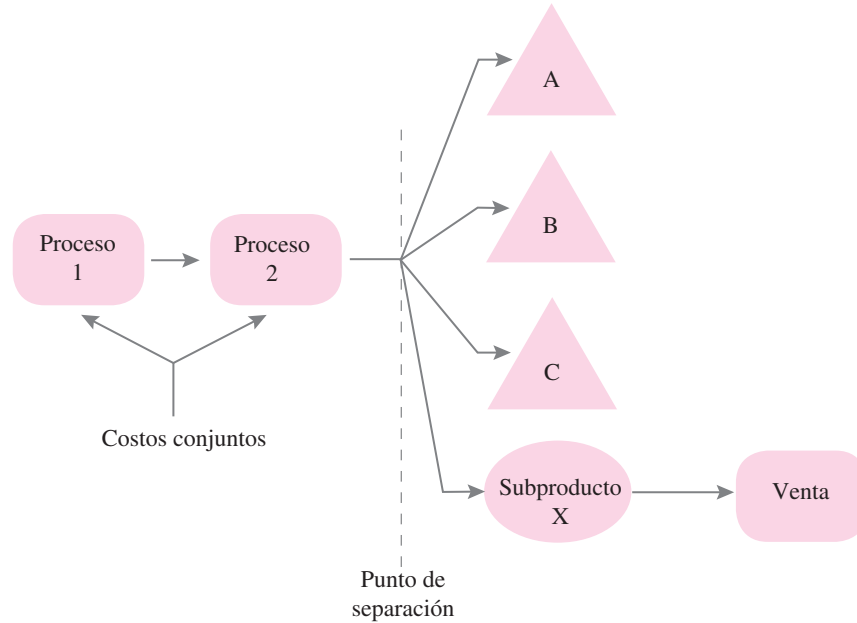 A
B
Proceso
1
Proceso
2
C
Costos conjuntos
Subproducto
X
Venta
Punto de
separación